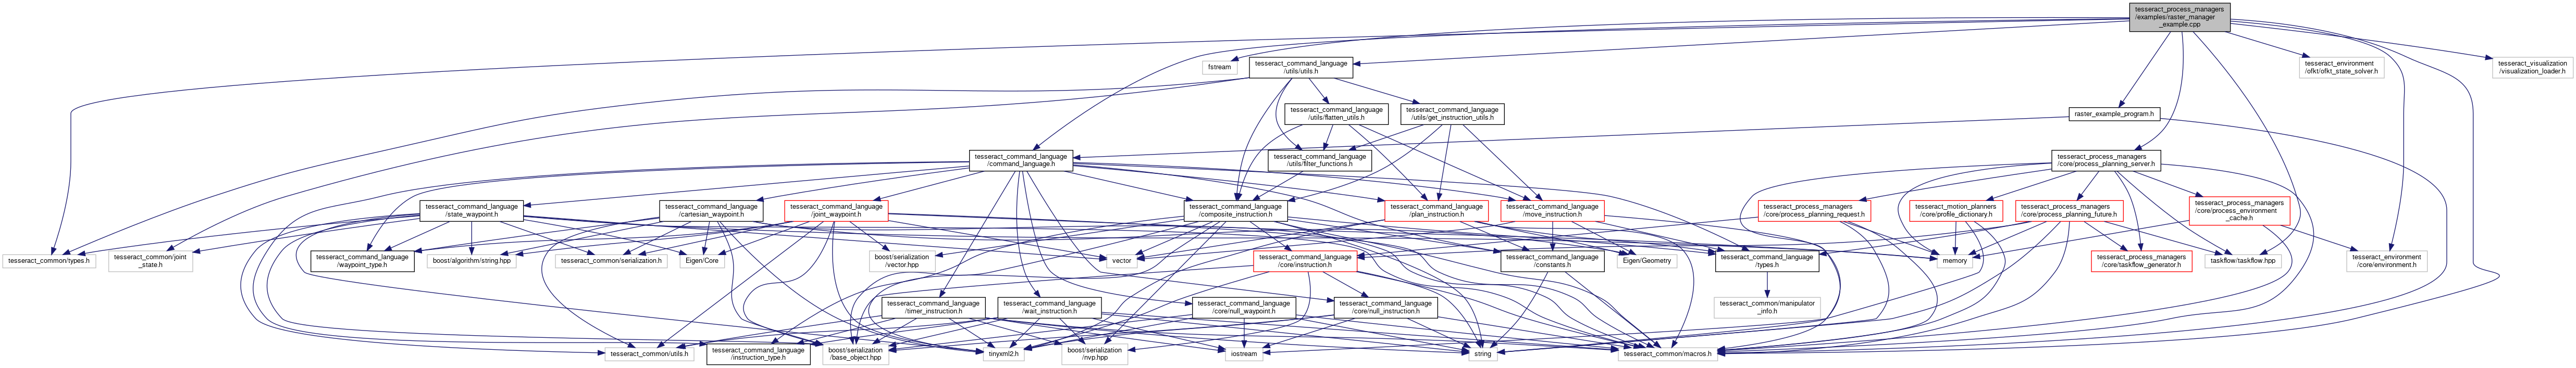 tesseract_process_managers
/examples/raster_manager
_example.cpp
fstream
tesseract_command_language
/utils/utils.h
tesseract_environment
/ofkt/ofkt_state_solver.h
tesseract_visualization
/visualization_loader.h
tesseract_command_language
/utils/flatten_utils.h
tesseract_command_language
/utils/get_instruction_utils.h
raster_example_program.h
tesseract_command_language
/command_language.h
tesseract_command_language
/utils/filter_functions.h
tesseract_process_managers
/core/process_planning_server.h
tesseract_command_language
/state_waypoint.h
tesseract_command_language
/cartesian_waypoint.h
tesseract_command_language
/joint_waypoint.h
tesseract_command_language
/composite_instruction.h
tesseract_command_language
/plan_instruction.h
tesseract_command_language
/move_instruction.h
tesseract_process_managers
/core/process_planning_request.h
tesseract_motion_planners
/core/profile_dictionary.h
tesseract_process_managers
/core/process_planning_future.h
tesseract_process_managers
/core/process_environment
_cache.h
tesseract_common/types.h
tesseract_common/joint
_state.h
tesseract_command_language
/waypoint_type.h
boost/algorithm/string.hpp
tesseract_common/serialization.h
Eigen/Core
boost/serialization
/vector.hpp
vector
tesseract_command_language
/core/instruction.h
tesseract_command_language
/constants.h
Eigen/Geometry
tesseract_command_language
/types.h
memory
tesseract_process_managers
/core/taskflow_generator.h
taskflow/taskflow.hpp
tesseract_environment
/core/environment.h
tesseract_command_language
/timer_instruction.h
tesseract_command_language
/wait_instruction.h
tesseract_command_language
/core/null_waypoint.h
tesseract_command_language
/core/null_instruction.h
tesseract_common/manipulator
_info.h
tesseract_common/utils.h
tesseract_command_language
/instruction_type.h
boost/serialization
/base_object.hpp
tinyxml2.h
boost/serialization
/nvp.hpp
iostream
string
tesseract_common/macros.h